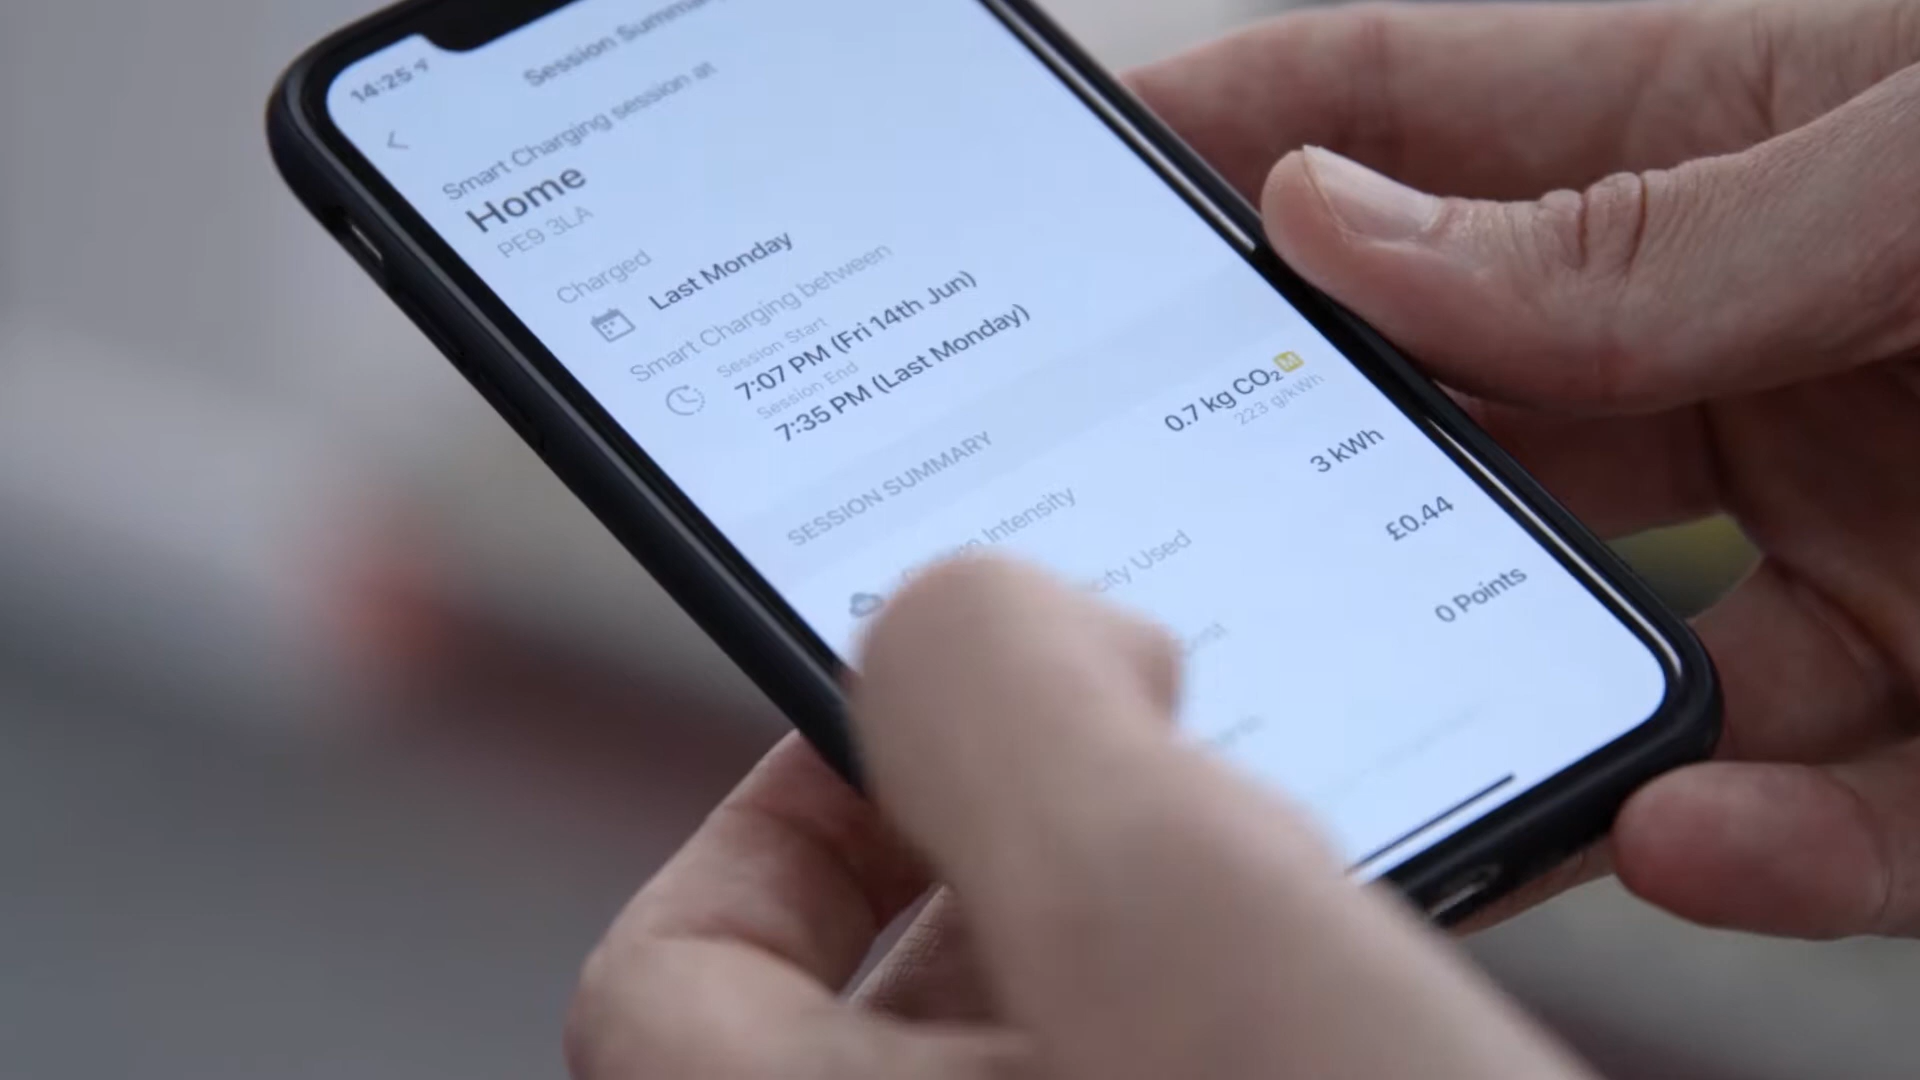 14:25
Session Summary
Smart Charging session at
Home
PE9 3LA
Charged
Last Monday
Smart Charging between
Session Start
7:07 PM (Fri 14th Jun)
Session End
7:35 PM (Last Monday)
SESSION SUMMARY
Intensity
0.7 kg CO₂ M
223 g/kWh
Used
3 kWh
£0.44
0 Points